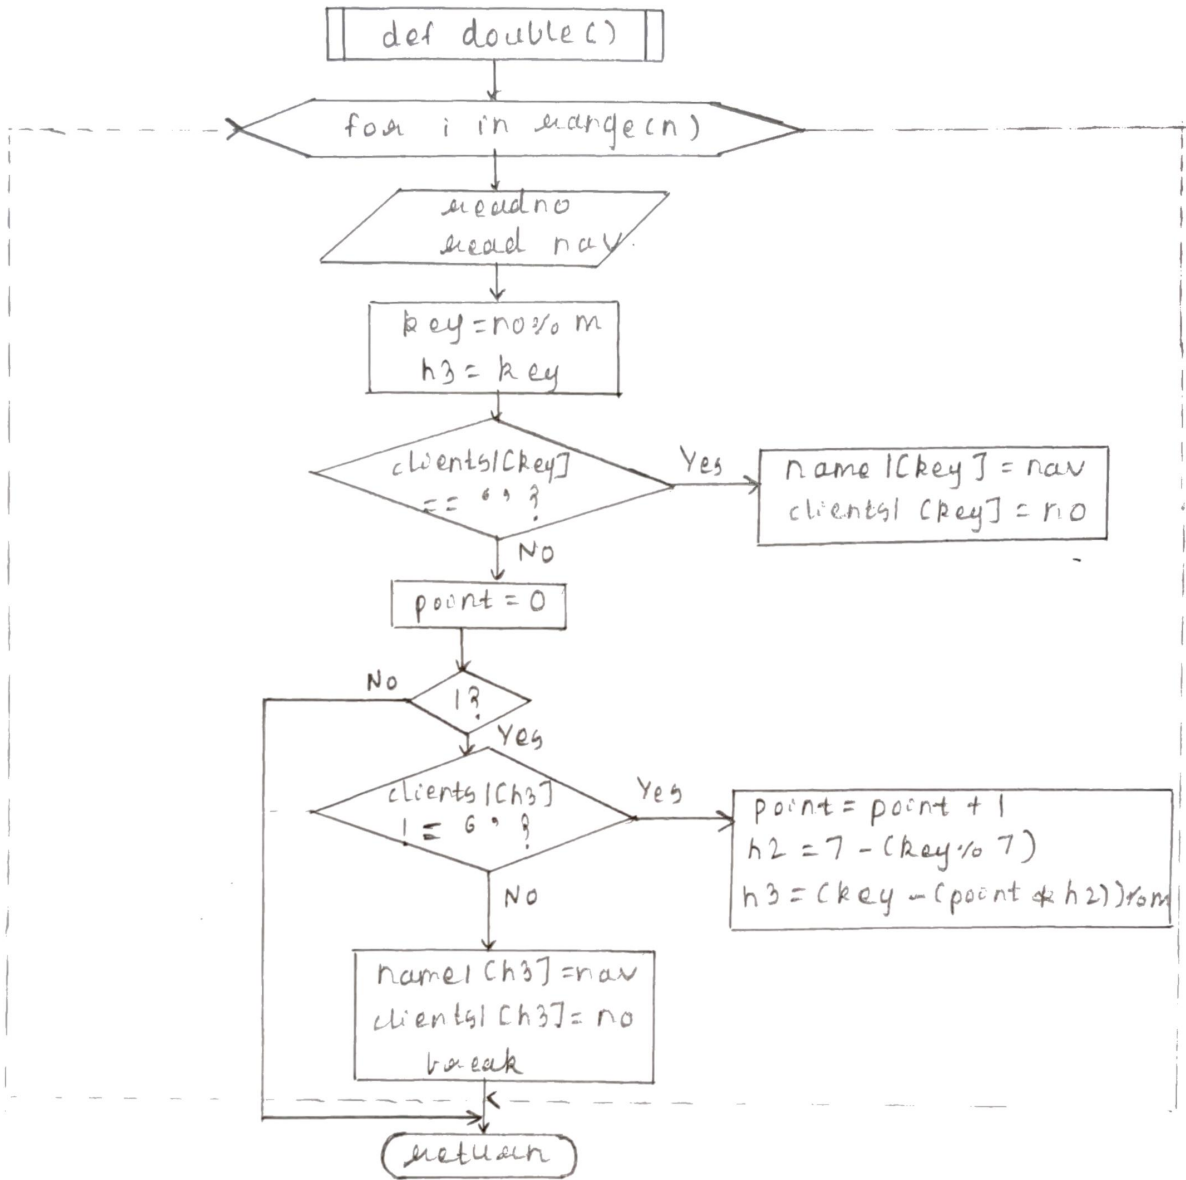 def double()
for i in range(n)
read no
read nav
key=no% m
h3= key
clients1[key]
== ‘ ’ ?
Yes
name1[key] = nav
clients1[key] = no
No
point = 0
No
1?
Yes
clients1[h3]
!= ‘ ’ ?
Yes
point = point + 1
h2 = 7 - (key% 7)
h3 = (key - (point * h2))%m
No
name1[h3]=nav
clients1[h3]= no
break
return